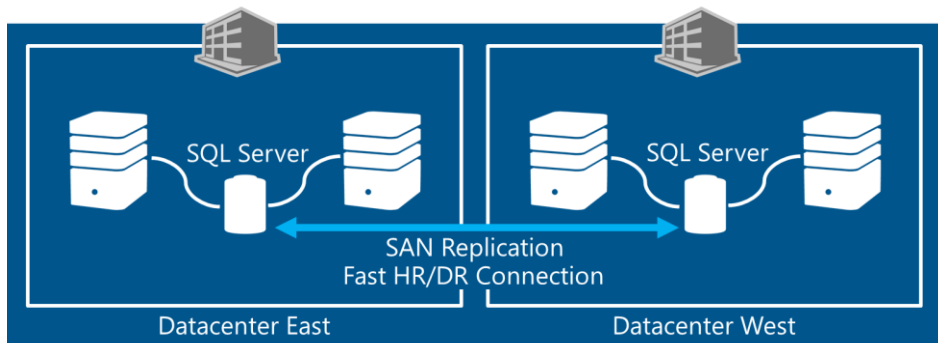 SQL Server
SQL Server
SAN Replication
Fast HR/DR Connection
Datacenter East
Datacenter West